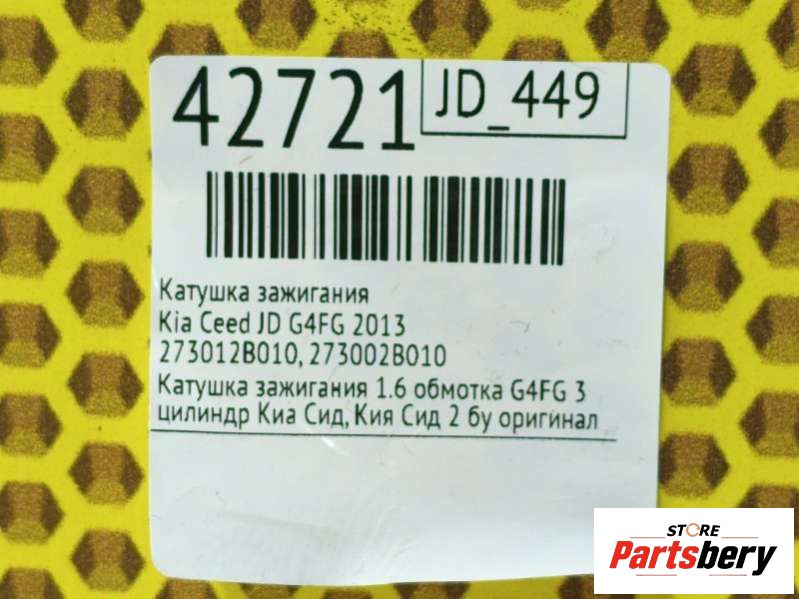 42721
JD_449
Катушка зажигания
Kia Ceed JD G4FG 2013
273012B010, 273002B010
Катушка зажигания 1.6 обмотка G4FG 3
цилиндр Киа Сид, Кия Сид 2 бу оригинал
STORE
Partsbery